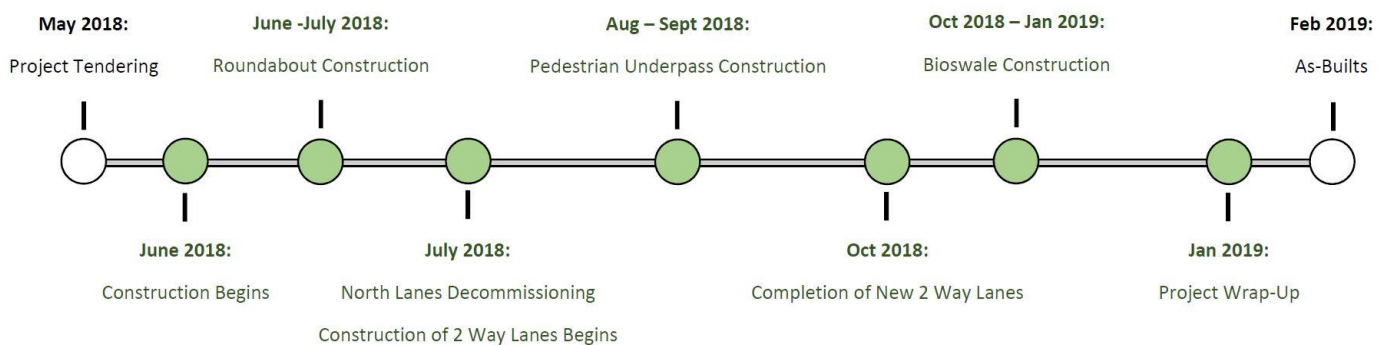 May 2018:
Project Tendering
June -July 2018:
Roundabout Construction
Aug – Sept 2018:
Pedestrian Underpass Construction
Oct 2018 – Jan 2019:
Bioswale Construction
Feb 2019:
As-Builts
June 2018:
Construction Begins
July 2018:
North Lanes Decommissioning
Construction of 2 Way Lanes Begins
Oct 2018:
Completion of New 2 Way Lanes
Jan 2019:
Project Wrap-Up